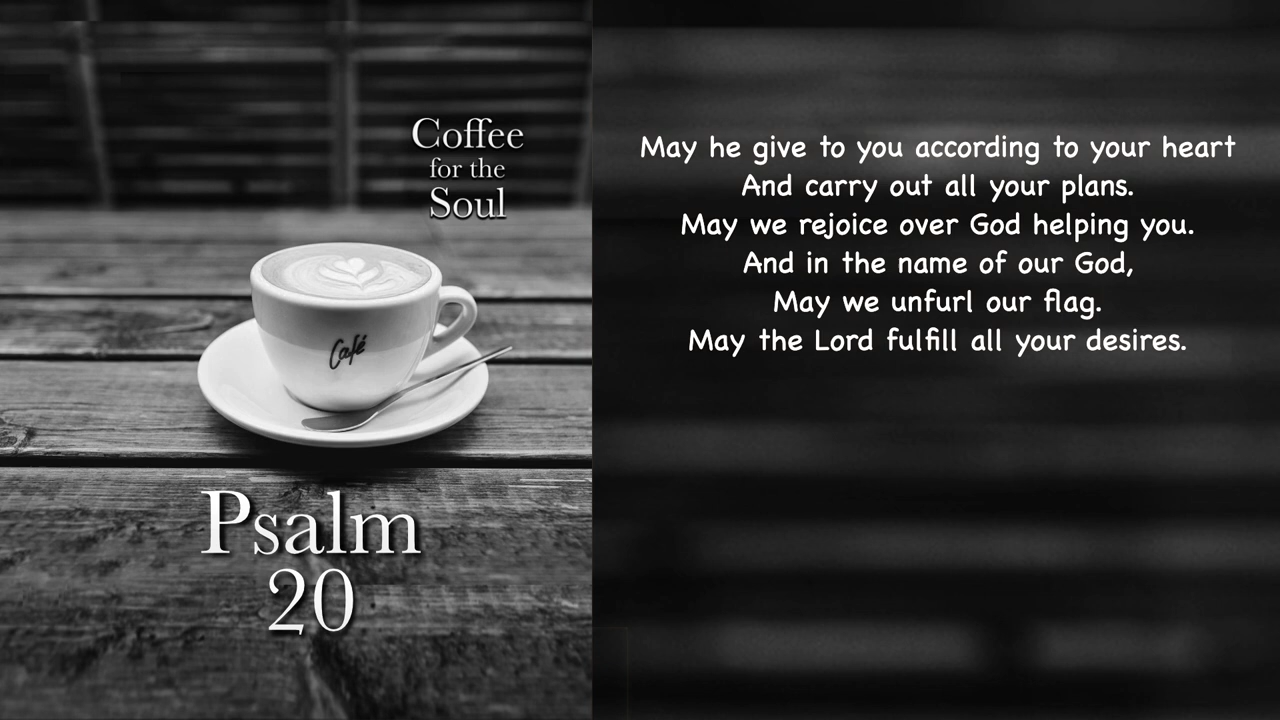 Coffee
for the
Soul
Café
Psalm
20
May he give to you according to your heart
And carry out all your plans.
May we rejoice over God helping you.
And in the name of our God,
May we unfurl our flag.
May the Lord fulfill all your desires.